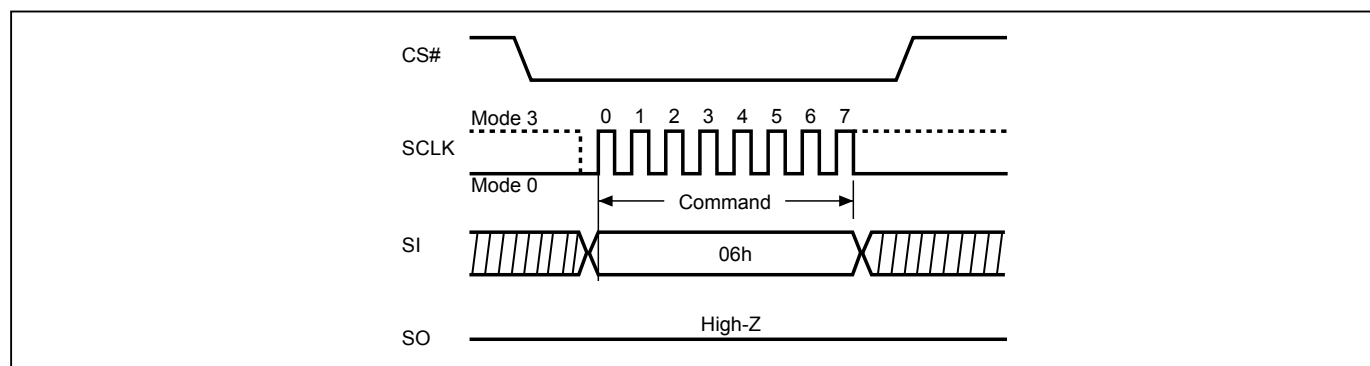 CS#
Mode 3
0 1 2 3 4 5 6 7
SCLK
Mode 0
Command
SI
06h
High-Z
SO